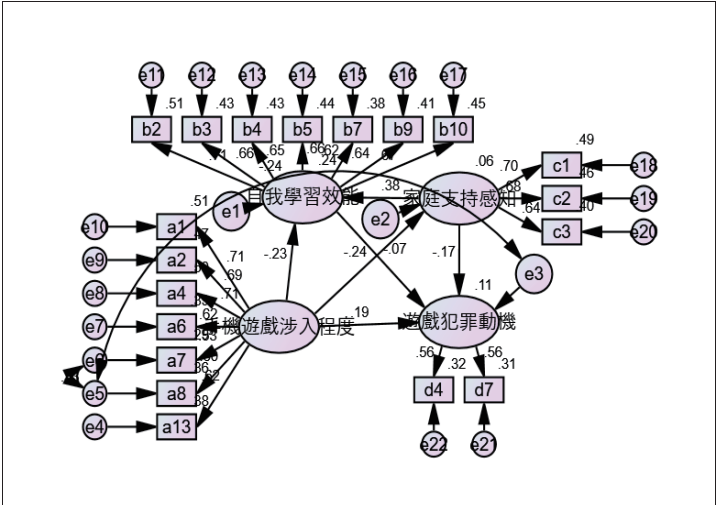 e11 e12 e13 e14 e15 e16 e17
.51 .43 .43 .44 .38 .41 .45
b2 b3 b4 b5 b7 b9 b10
.71 .66 .65 .66 .62 .64
-.24 .24
.06 .70 c1 .49 e18
.68 c2 .46 e19
.64 c3 .40 e20
自我學習效能 .38 家庭支持感知
e1 e2
.51
e10 a1
e9 a2
e8 a4
e7 a6
e6 a7
e5 a8
e4 a13
.71
.69
.71
.62
.38
-.23 -.24 -.07 -.17
e3
.11
手機遊戲涉入程度 .19 遊戲犯罪動機
.56 .32 .56 .31
d4 d7
e22 e21